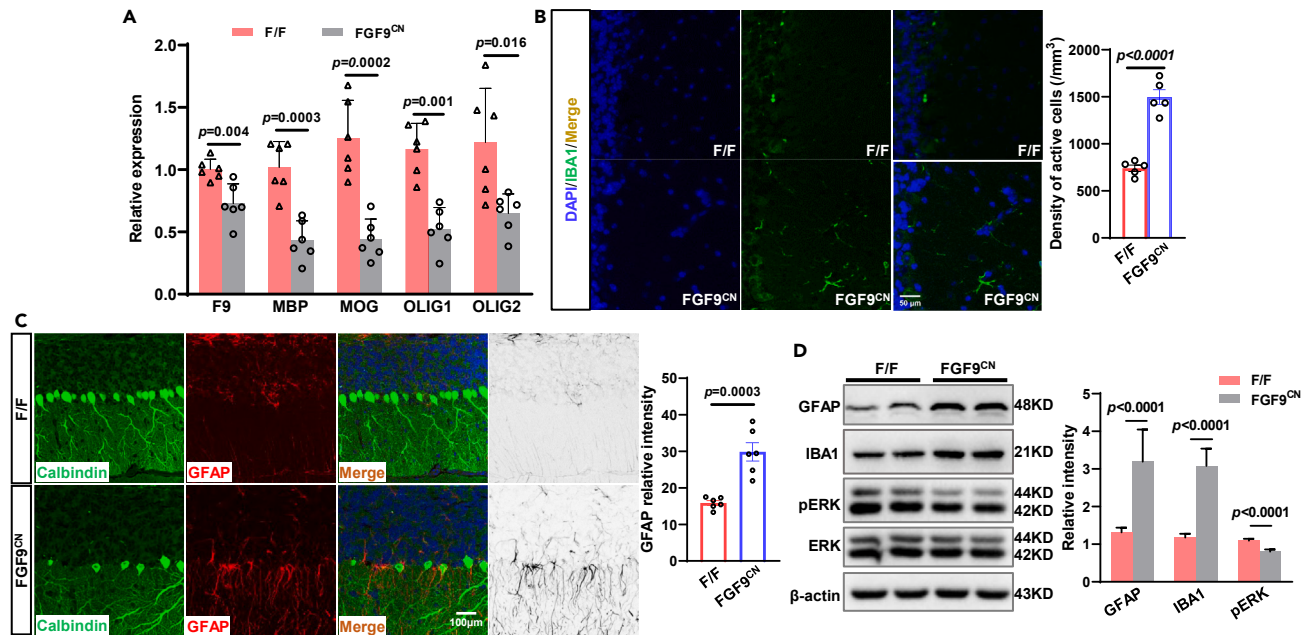 A
F/F
FGF9CN
Relative expression
2.0
1.5
1.0
0.5
0.0
p=0.004
p=0.0003
p=0.0002
p=0.001
p=0.016
F9
MBP
MOG
OLIG1
OLIG2
B
DAPI/IBA1/Merge
F/F
F/F
F/F
FGF9CN
FGF9CN
FGF9CN
50 μm
Density of active cells (/mm3)
2000
1500
1000
500
0
p<0.0001
F/F
FGF9CN
C
F/F
Calbindin
GFAP
Merge
FGF9CN
Calbindin
GFAP
Merge
100μm
GFAP relative intensity
50
40
30
20
10
0
p=0.0003
F/F
FGF9CN
D
F/F
FGF9CN
GFAP
48KD
IBA1
21KD
pERK
44KD
42KD
ERK
44KD
42KD
β-actin
43KD
F/F
FGF9CN
Relative intensity
5
4
3
2
1
0
p<0.0001
p<0.0001
p<0.0001
GFAP
IBA1
pERK